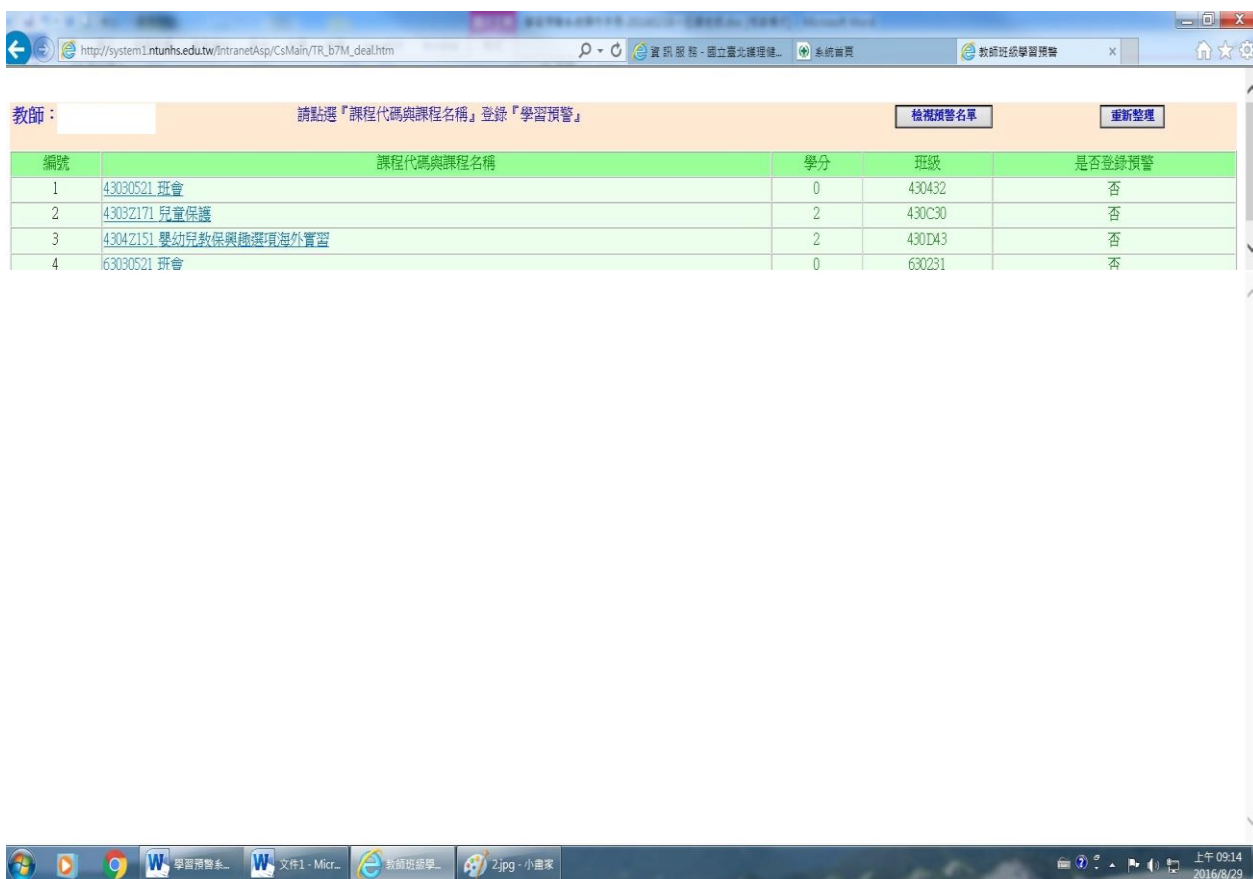 http://system1.ntunhs.edu.tw/IntranetAsp/CsMain/TR_b7M_deal.htm
資 訊 服 務 - 國立臺北護理健...
系統首頁
教師班級學習預警
教師：
請點選『課程代碼與課程名稱』登錄『學習預警』
檢視預警名單
重新整理
編號 課程代碼與課程名稱 學分 班級 是否登錄預警
1 43030521 班會 0 430432 否
2 4303Z171 兒童保護 2 430C30 否
3 4304Z151 嬰幼兒教保興趣選項海外實習 2 430D43 否
4 63030521 班會 0 630231 否
學習預警系...
文件1 - Micr...
教師班級學...
2.jpg - 小畫家
上午 09:14
2016/8/29